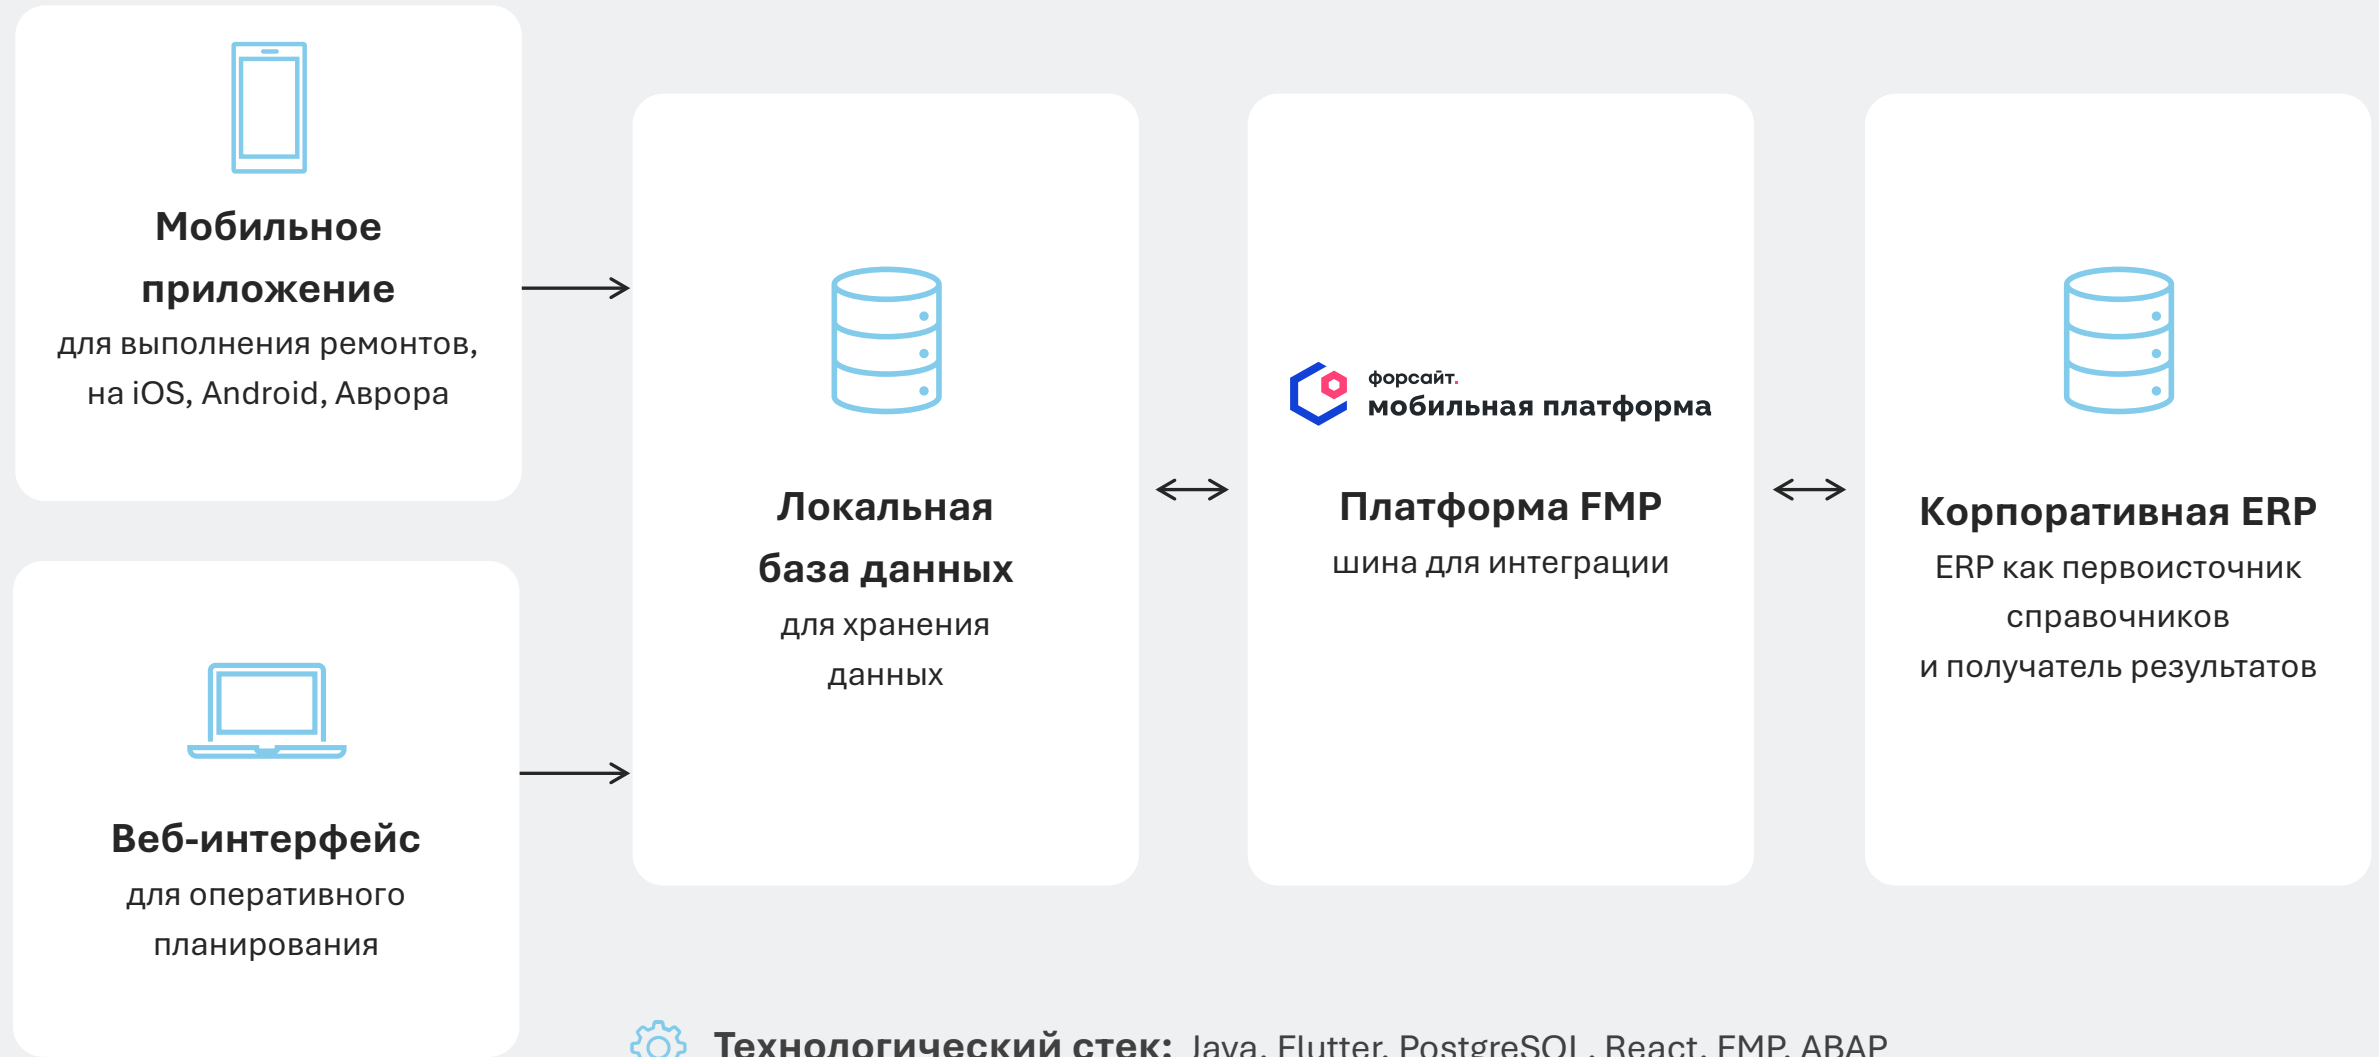 Мобильное
приложение
для выполнения ремонтов,
на iOS, Android, Аврора
Веб-интерфейс
для оперативного
планирования
Локальная
база данных
для хранения
данных
форсайт.
мобильная платформа
Платформа FMP
шина для интеграции
Корпоративная ERP
ERP как первоисточник
справочников
и получатель результатов
Технологический стек: Java, Flutter, PostgreSQL, React, FMP, ABAP